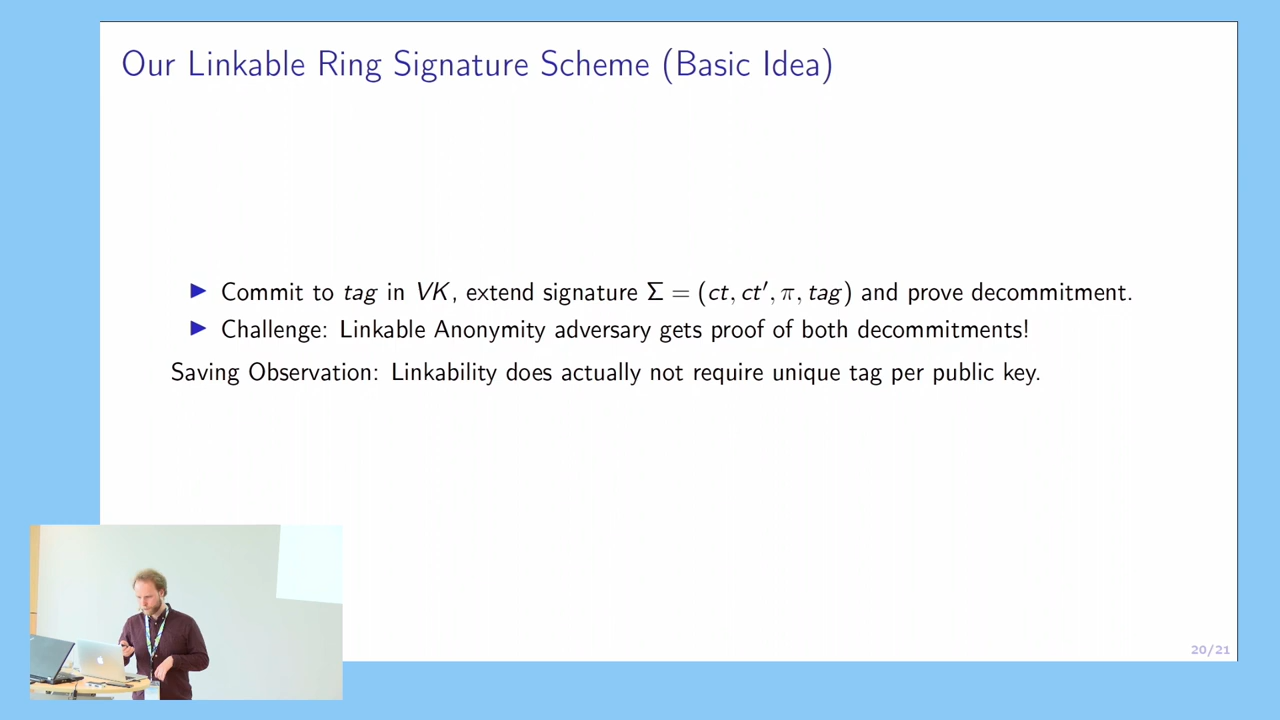 Our Linkable Ring Signature Scheme (Basic Idea)
▶ Commit to tag in VK, extend signature Σ = (ct, ct′, π, tag) and prove decommitment.
▶ Challenge: Linkable Anonymity adversary gets proof of both decommitments!
Saving Observation: Linkability does actually not require unique tag per public key.
20/21